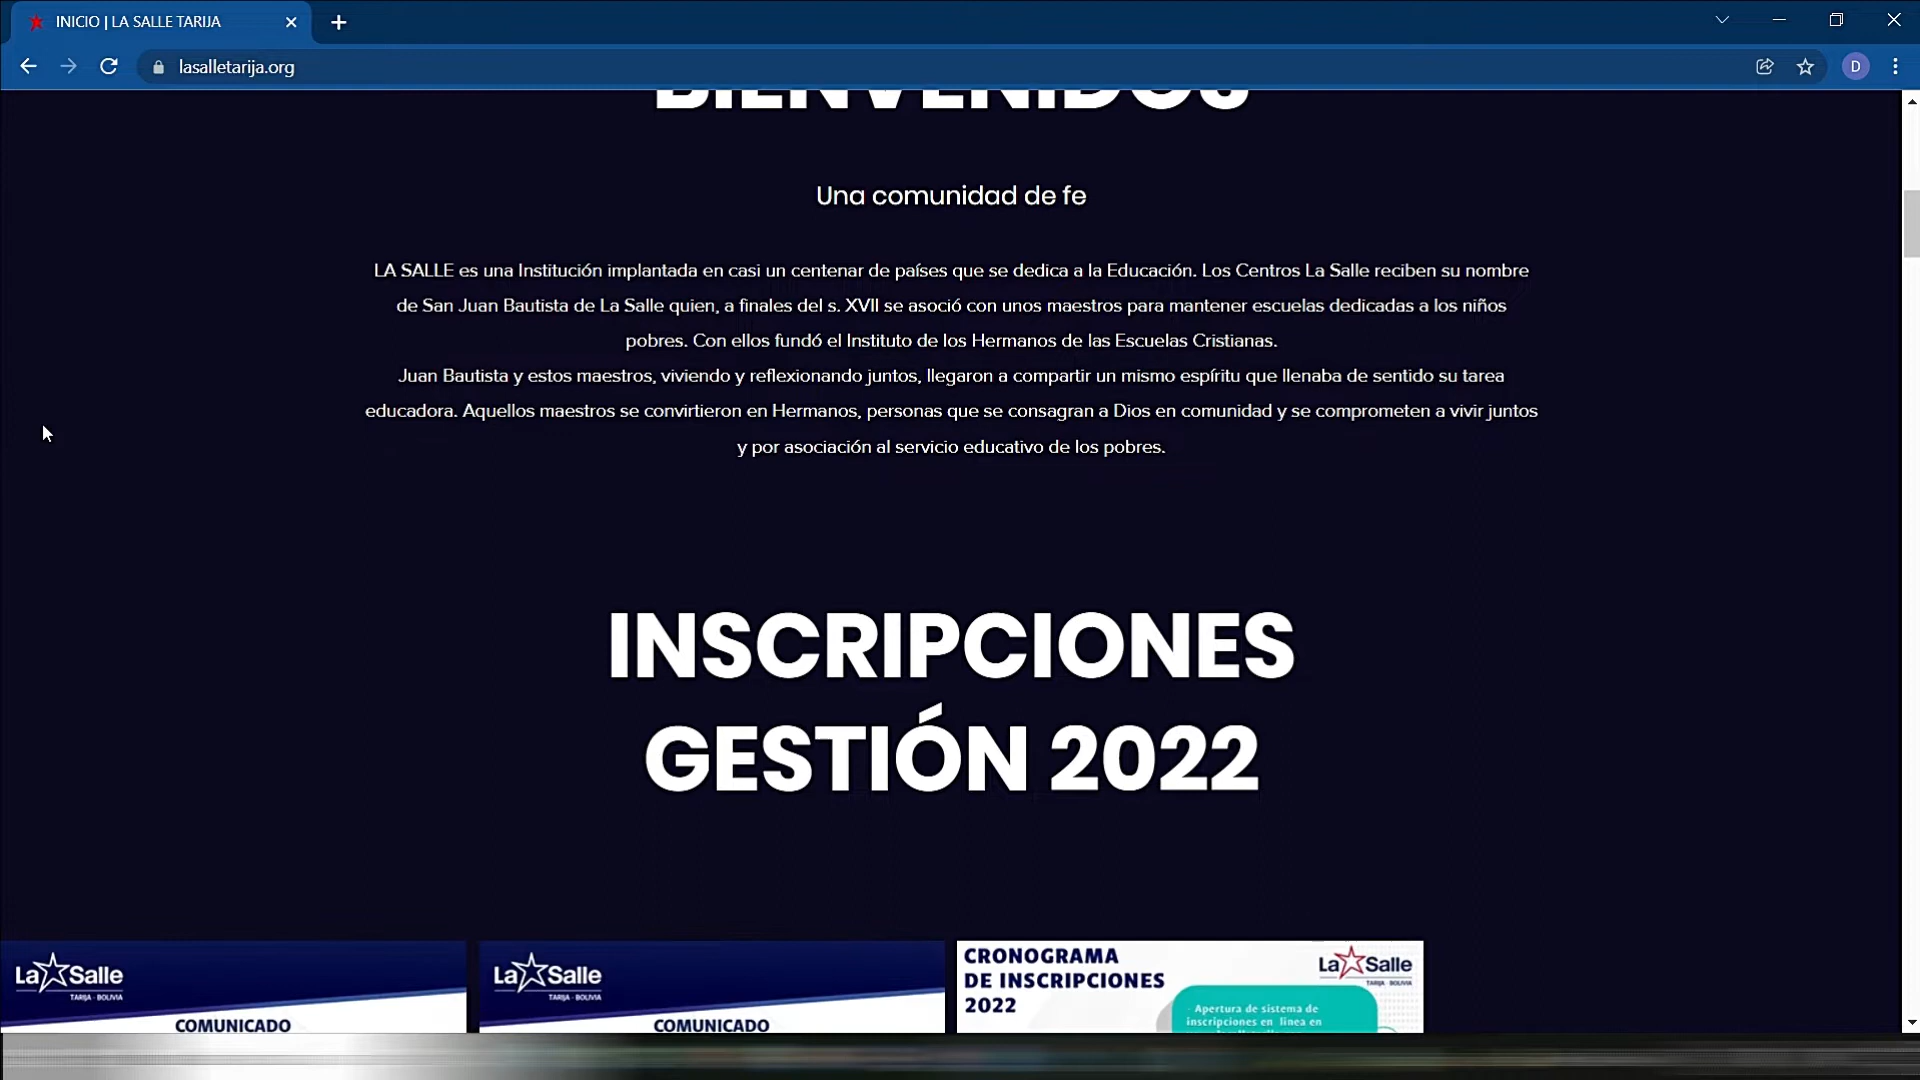 INICIO | LA SALLE TARIJA
lasalletarija.org
D
BIENVENIDOS
Una comunidad de fe
LA SALLE es una Institución implantada en casi un centenar de países que se dedica a la Educación. Los Centros La Salle reciben su nombre
de San Juan Bautista de La Salle quien, a finales del s. XVII se asoció con unos maestros para mantener escuelas dedicadas a los niños
pobres. Con ellos fundó el Instituto de los Hermanos de las Escuelas Cristianas.
Juan Bautista y estos maestros, viviendo y reflexionando juntos, llegaron a compartir un mismo espíritu que llenaba de sentido su tarea
educadora. Aquellos maestros se convirtieron en Hermanos, personas que se consagran a Dios en comunidad y se comprometen a vivir juntos
y por asociación al servicio educativo de los pobres.
INSCRIPCIONES
GESTIÓN 2022
La Salle
TARIJA - BOLIVIA
COMUNICADO
La Salle
TARIJA - BOLIVIA
COMUNICADO
CRONOGRAMA
DE INSCRIPCIONES
2022
La Salle
TARIJA - BOLIVIA
Apertura de sistema de
inscripciones en línea en